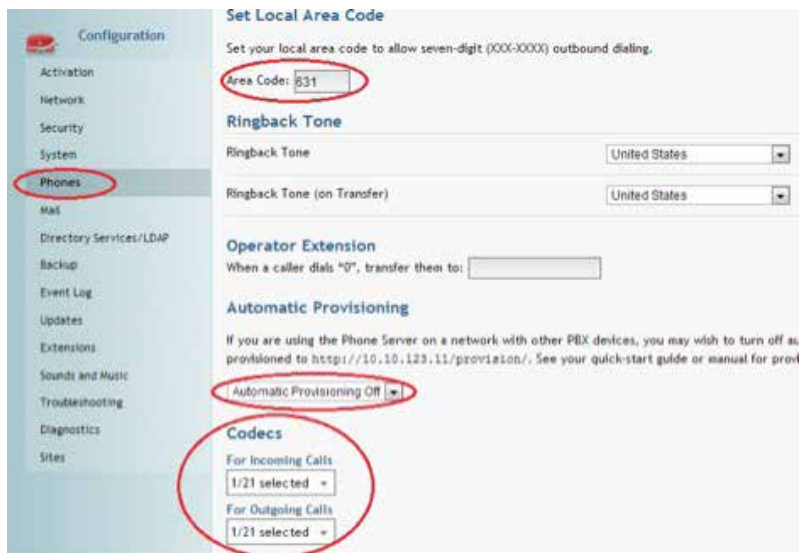 Configuration
Activation
Network
Security
System
Phones
Mail
Directory Services/LDAP
Backup
Event Log
Updates
Extensions
Sounds and Music
Troubleshooting
Diagnostics
Sites
Set Local Area Code
Set your local area code to allow seven-digit (XXX-XXXX) outbound dialing.
Area Code: 631
Ringback Tone
Ringback Tone United States
Ringback Tone (on Transfer) United States
Operator Extension
When a caller dials "0", transfer them to:
Automatic Provisioning
If you are using the Phone Server on a network with other PBX devices, you may wish to turn off au
provisioned to http://10.10.123.11/provision/. See your quick-start guide or manual for provi
Automatic Provisioning Off
Codecs
For Incoming Calls
1/21 selected
For Outgoing Calls
1/21 selected